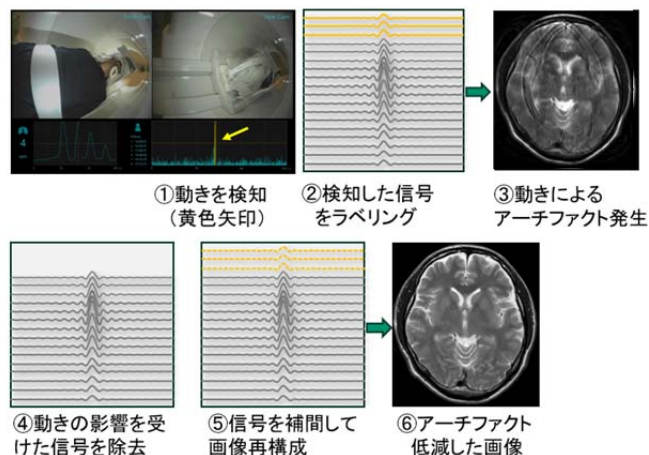 4
①動きを検知
(黄色矢印)
②検知した信号
をラベリング
③動きによる
アーチファクト発生
④動きの影響を受
けた信号を除去
⑤信号を補間して
画像再構成
⑥アーチファクト
低減した画像